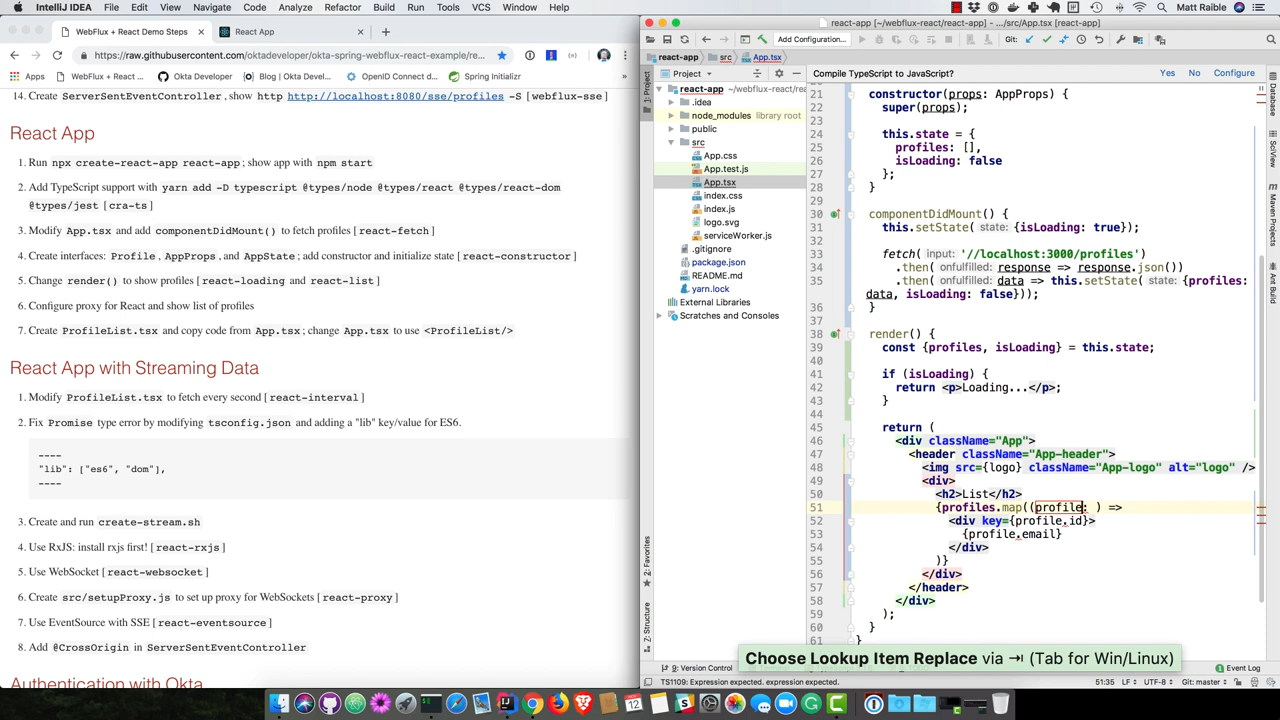 IntelliJ IDEA File Edit View Navigate Code Analyze Refactor Build Run Tools VCS Window Help Matt Raible
WebFlux + React Demo Steps
React App
https://raw.githubusercontent.com/oktadeveloper/okta-spring-webflux-react-example/re
Apps WebFlux + React ... Okta Developer Blog | Okta Developer OpenID Connect d... Spring Initializr »
14. Create ServerSentEventController, show http http://localhost:8080/sse/profiles -S [webflux-sse]
React App
1. Run npx create-react-app react-app; show app with npm start
2. Add TypeScript support with yarn add -D typescript @types/node @types/react @types/react-dom
@types/jest [cra-ts]
3. Modify App.tsx and add componentDidMount() to fetch profiles [react-fetch]
4. Create interfaces: Profile, AppProps, and AppState; add constructor and initialize state [react-constructor]
5. Change render() to show profiles [react-loading and react-list]
6. Configure proxy for React and show list of profiles
7. Create ProfileList.tsx and copy code from App.tsx; change App.tsx to use <ProfileList/>
React App with Streaming Data
1. Modify ProfileList.tsx to fetch every second [react-interval]
2. Fix Promise type error by modifying tsconfig.json and adding a "lib" key/value for ES6.
----
"lib": ["es6", "dom"],
----
3. Create and run create-stream.sh
4. Use RxJS: install rxjs first! [react-rxjs]
5. Use WebSocket [react-websocket]
6. Create src/setupProxy.js to set up proxy for WebSockets [react-proxy]
7. Use EventSource with SSE [react-eventsource]
8. Add @CrossOrigin in ServerSentEventController
Authentication with Okta
react-app [~/webflux-react/react-app] - .../src/App.tsx [react-app]
Add Configuration... Git:
react-app src App.tsx
Project
react-app ~/webflux-react/rea
.idea
node_modules library root
public
src
App.css
App.test.js
App.tsx
index.css
index.js
logo.svg
serviceWorker.js
.gitignore
package.json
README.md
yarn.lock
External Libraries
Scratches and Consoles
1: Project
2: Favorites
7: Structure
Compile TypeScript to JavaScript? Yes No Configure
21 constructor(props: AppProps) {
22 super(props);
23
24 this.state = {
25 profiles: [],
26 isLoading: false
27 };
28 }
29
30 componentDidMount() {
31 this.setState( state: {isLoading: true});
32
33 fetch( input: '//localhost:3000/profiles')
34 .then( onfulfilled: response => response.json())
35 .then( onfulfilled: data => this.setState( state: {profiles:
data, isLoading: false}));
36 }
37
38 render() {
39 const {profiles, isLoading} = this.state;
40
41 if (isLoading) {
42 return <p>Loading...</p>;
43 }
44
45 return (
46 <div className="App">
47 <header className="App-header">
48 <img src={logo} className="App-logo" alt="logo" />
49 <div>
50 <h2>List</h2>
51 {profiles.map((profile: ) =>
52 <div key={profile.id}>
53 {profile.email}
54 </div>
55 )}
56 </div>
57 </header>
58 </div>
59 );
60 }
61 }
Database
SciView
Maven Projects
Ant Build
Choose Lookup Item Replace via ⇥ (Tab for Win/Linux)
9: Version Control Event Log
TS1109: Expression expected. expression expected. 51:35 LF UTF-8 Git: master